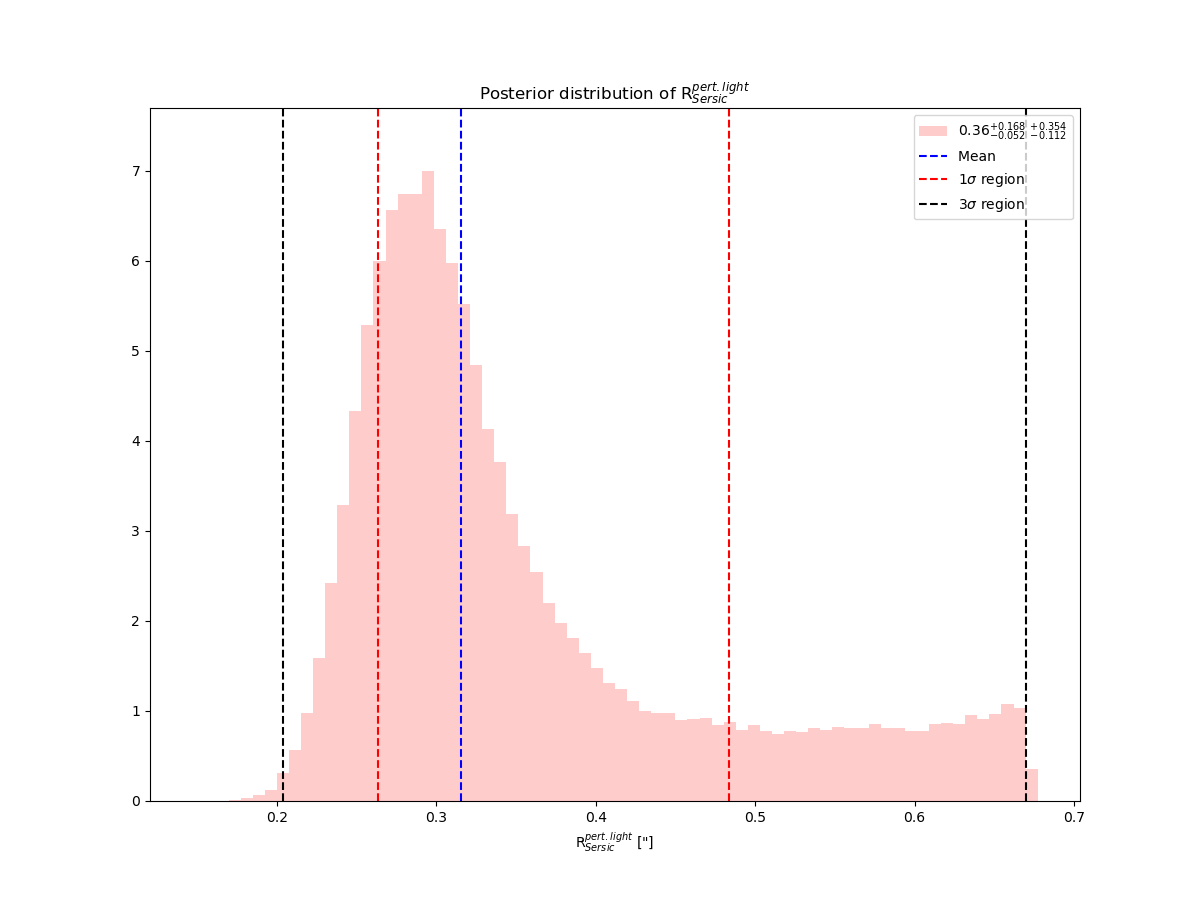 Posterior distribution of R^{pert. light}_{Sersic}
0.36^{+0.168}_{−0.052} ^{+0.354}_{−0.112}
Mean
1σ region
3σ region
7
6
5
4
3
2
1
0
0.2 0.3 0.4 0.5 0.6 0.7
R^{pert. light}_{Sersic} ["]